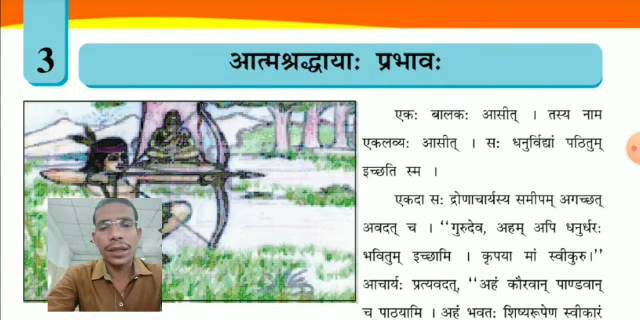 3
आत्मश्रद्धायाः प्रभावः
एकः बालकः आसीत् । तस्य नाम
एकलव्यः आसीत् । सः धनुर्विद्यां पठितुम्
इच्छति स्म ।
एकदा सः द्रोणाचार्यस्य समीपम् अगच्छत्
अवदत् च । “गुरुदेव, अहम् अपि धनुर्धरः
भवितुम् इच्छामि । कृपया मां स्वीकुरु।”
आचार्यः प्रत्यवदत्, “अहं कौरवान् पाण्डवान्
च पाठयामि । अहं भवतः शिष्यरूपेण स्वीकारं